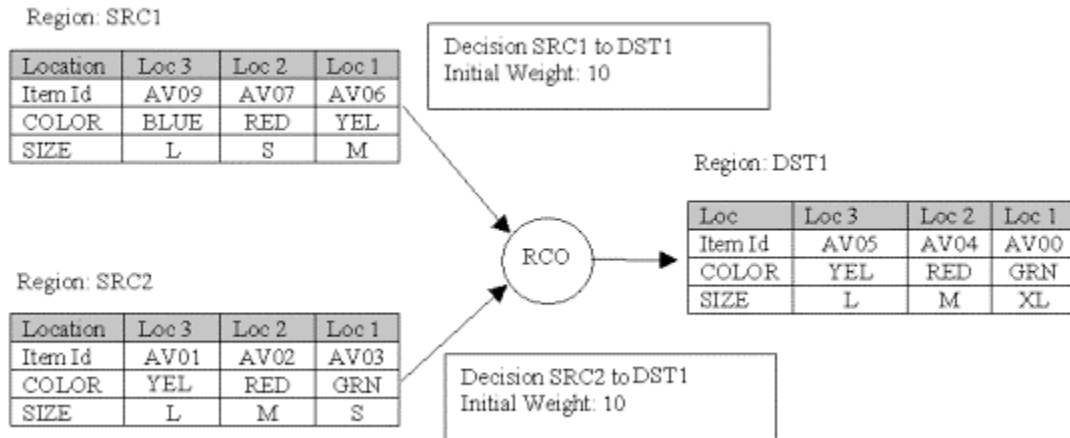 Region: SRC1
Location Loc 3 Loc 2 Loc 1
Item Id AV09 AV07 AV06
COLOR BLUE RED YEL
SIZE L S M
Decision SRC1 to DST1
Initial Weight: 10
Region: SRC2
Location Loc 3 Loc 2 Loc 1
Item Id AV01 AV02 AV03
COLOR YEL RED GRN
SIZE L M S
Decision SRC2 to DST1
Initial Weight: 10
RCO
Region: DST1
Loc Loc 3 Loc 2 Loc 1
Item Id AV05 AV04 AV00
COLOR YEL RED GRN
SIZE L M XL